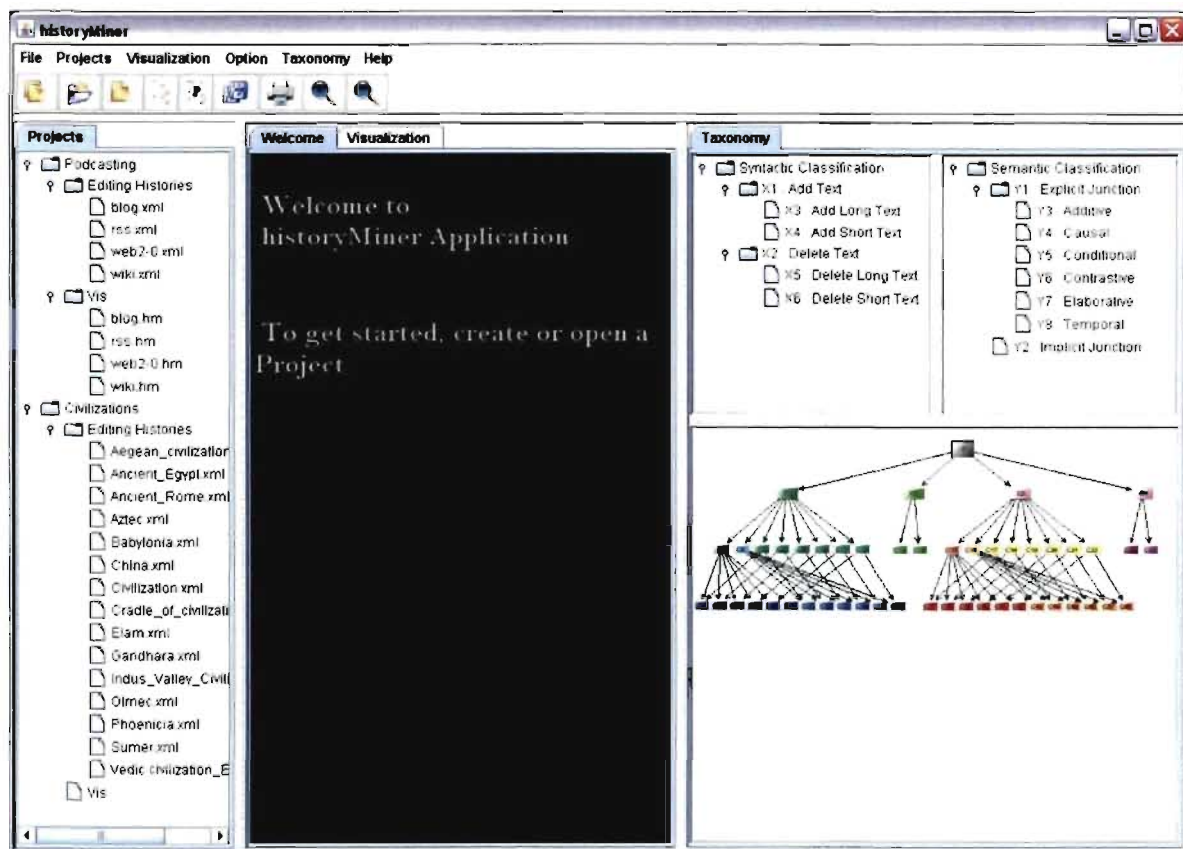 historyMiner
File Projects Visualization Option Taxonomy Help
Projects
Podcasting
Editing Histories
blog.xml
rss.xml
web2-0.xml
wiki.xml
Vis
blog.hm
rss.hm
web2-0.hm
wiki.hm
Civilizations
Editing Histories
Aegean_civilization
Ancient_Egypt.xml
Ancient_Rome.xml
Aztec.xml
Babylonia.xml
China.xml
Civilization.xml
Cradle_of_civilizati
Elam.xml
Gandhara.xml
Indus_Valley_Civili
Olmec.xml
Phoenicia.xml
Sumer.xml
Vedic civilization_E
Vis
Welcome Visualization
Welcome to
historyMiner Application
To get started, create or open a
Project
Taxonomy
Syntactic Classification
X1 Add Text
X3 Add Long Text
X4 Add Short Text
X2 Delete Text
X5 Delete Long Text
X6 Delete Short Text
Semantic Classification
Y1 Explicit Junction
Y3 Additive
Y4 Causal
Y5 Conditional
Y6 Contrastive
Y7 Elaborative
Y8 Temporal
Y2 Implicit Junction